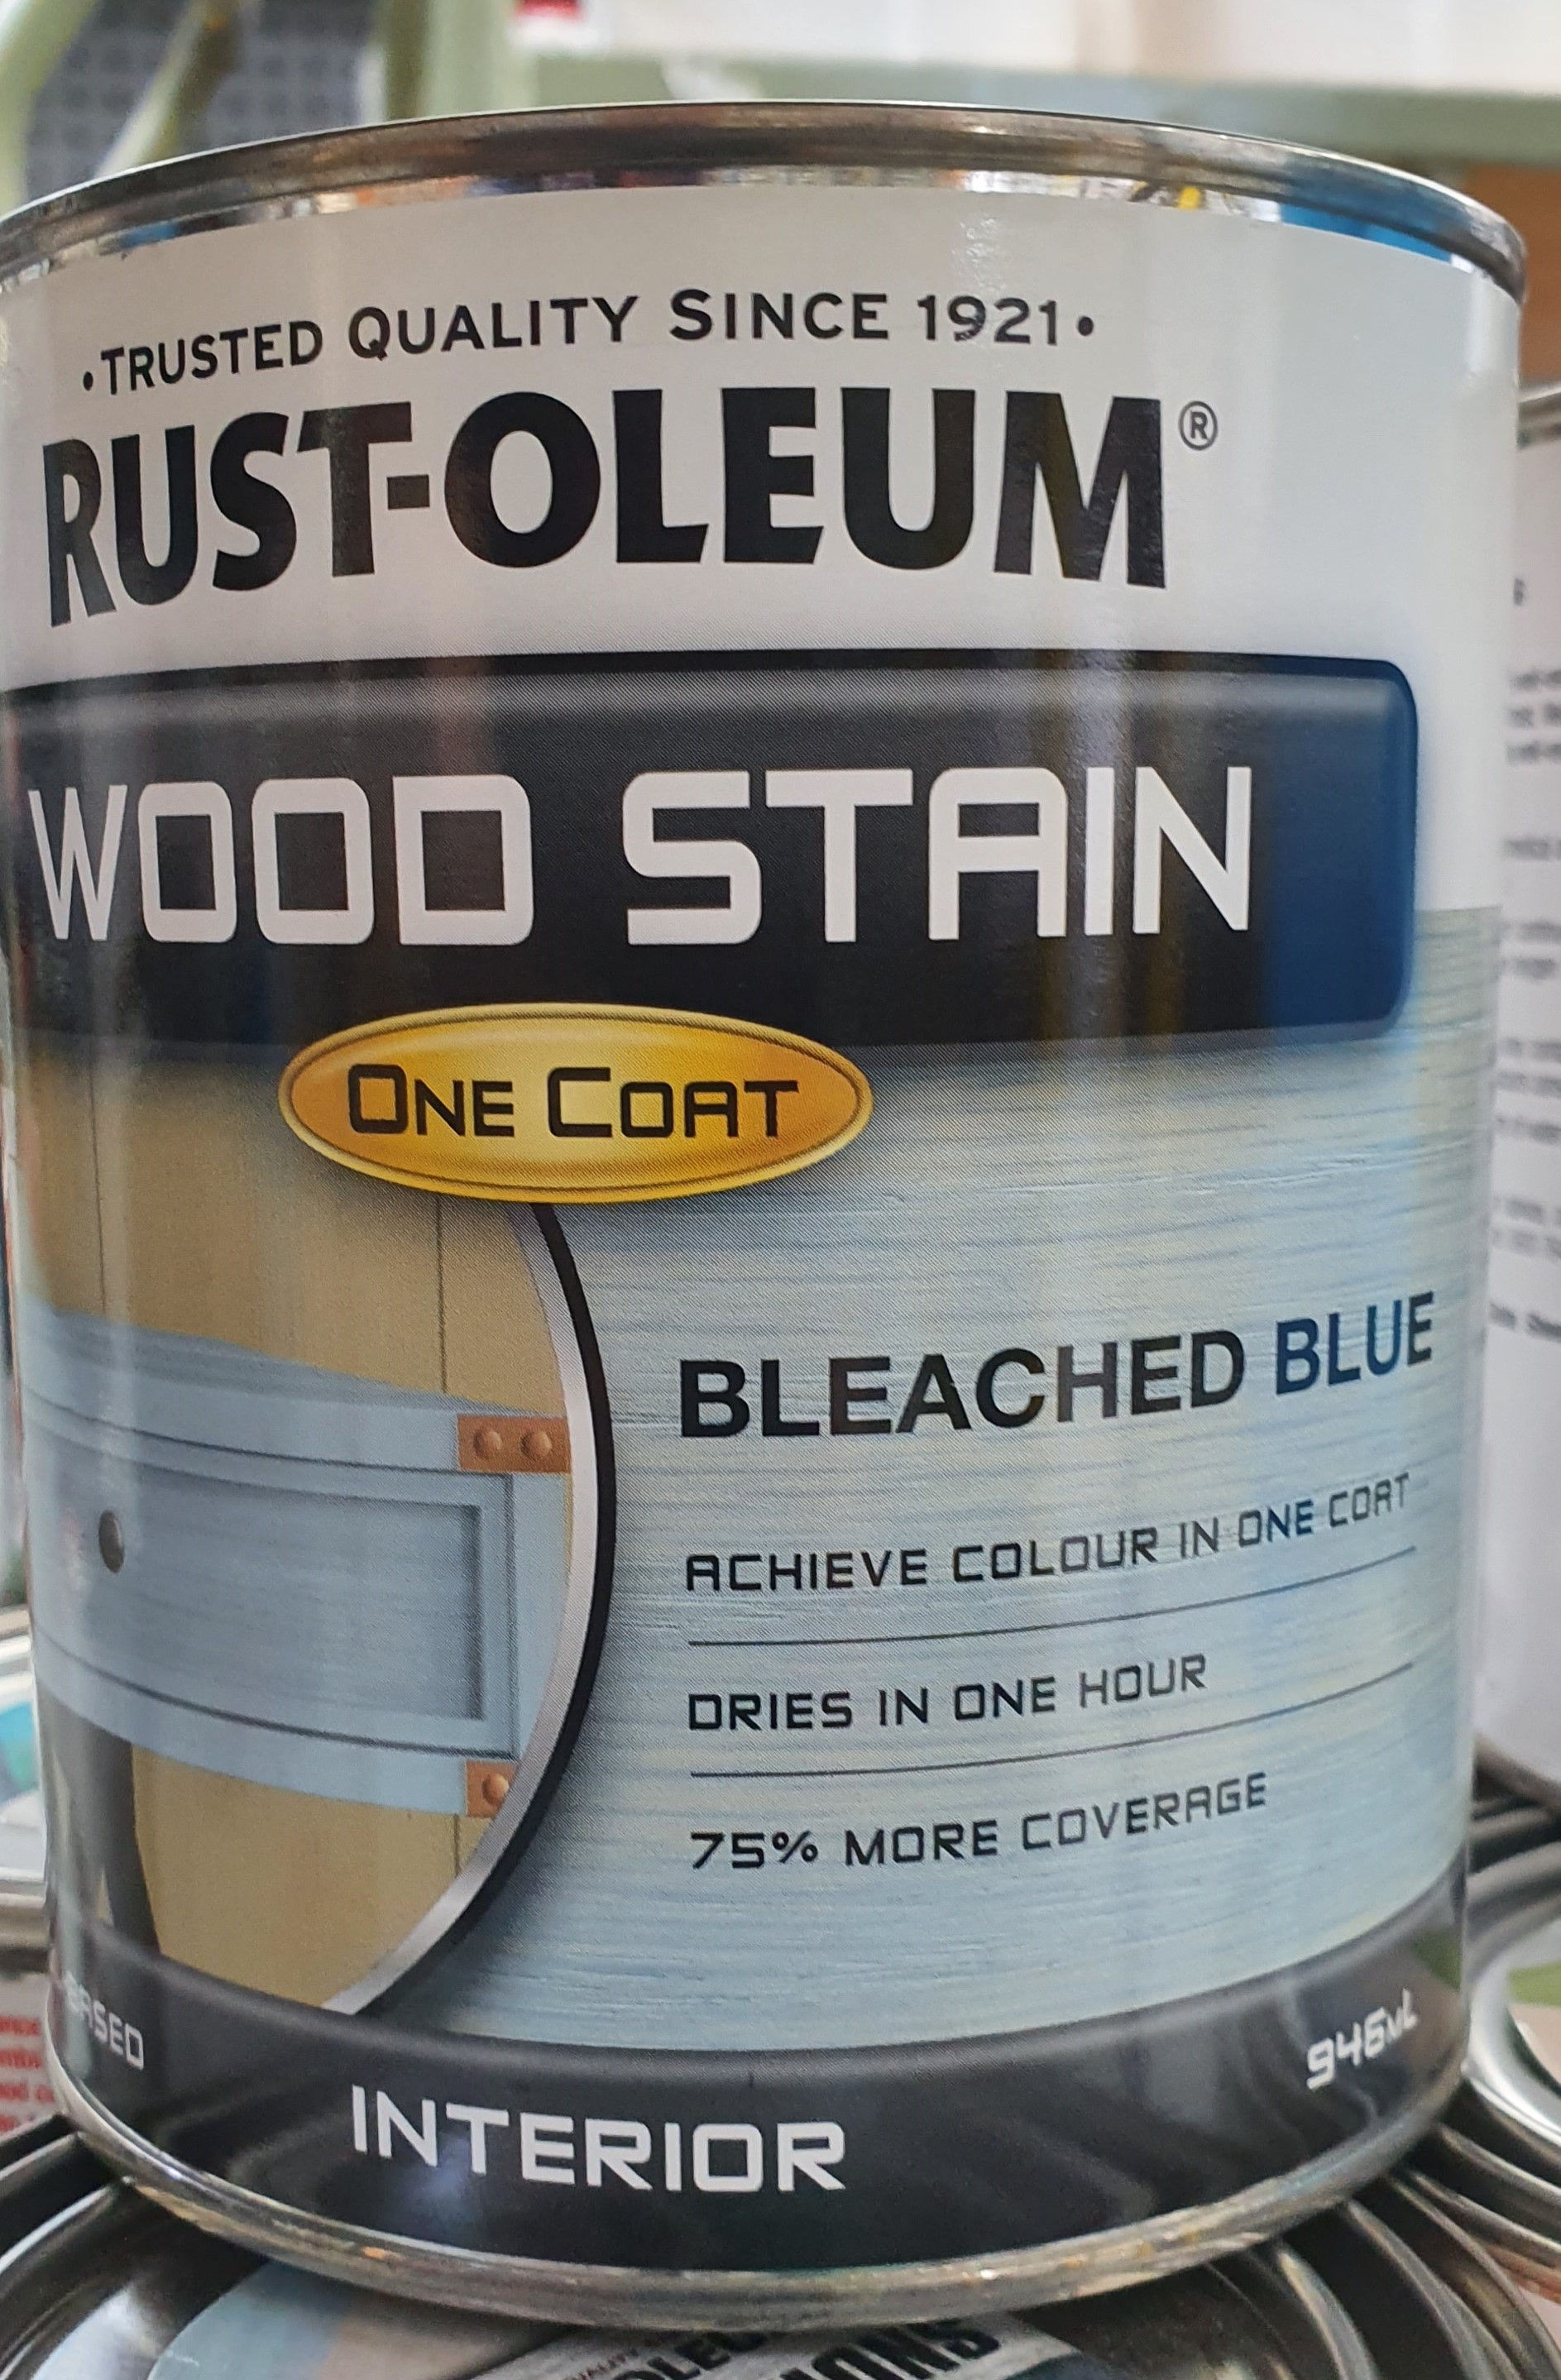 •TRUSTED QUALITY SINCE 1921•
RUST-OLEUM®
WOOD STAIN
ONE COAT
BLEACHED BLUE
ACHIEVE COLOUR IN ONE COAT
DRIES IN ONE HOUR
75% MORE COVERAGE
BASED
946mL
INTERIOR